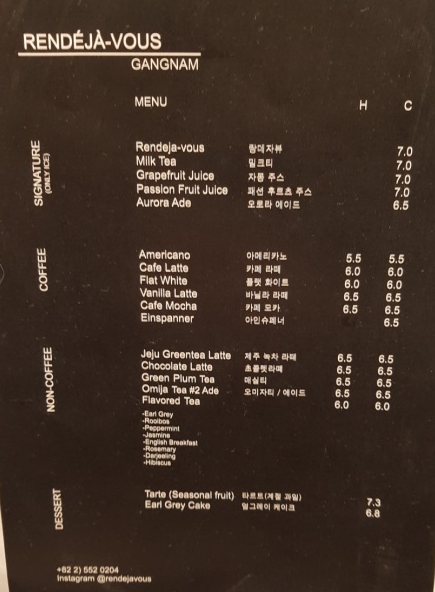 RENDÉJÀ-VOUS
GANGNAM
MENU H C
SIGNATURE
(ONLY ICE)
Rendeja-vous 랑데자뷰 7.0
Milk Tea 밀크티 7.0
Grapefruit Juice 자몽 주스 7.0
Passion Fruit Juice 패션 후르츠 주스 7.0
Aurora Ade 오로라 에이드 6.5
COFFEE
Americano 아메리카노 5.5 5.5
Cafe Latte 카페 라떼 6.0 6.0
Flat White 플랫 화이트 6.0 6.0
Vanilla Latte 바닐라 라떼 6.5 6.5
Cafe Mocha 카페 모카 6.5 6.5
Einspanner 아인슈페너 6.5
NON-COFFEE
Jeju Greentea Latte 제주 녹차 라떼 6.5 6.5
Chocolate Latte 초콜렛라떼 6.5 6.5
Green Plum Tea 매실티 6.5 6.5
Omija Tea #2 Ade 오미자티 / 에이드 6.5 6.5
Flavored Tea 6.0 6.0
-Earl Grey
-Rooibos
-Peppermint
-Jasmine
-English Breakfast
-Rosemary
-Darjeeling
-Hibiscus
DESSERT
Tarte (Seasonal fruit) 타르트(계절 과일) 7.3
Earl Grey Cake 얼그레이 케이크 6.8
+82 2) 552 0204
Instagram @rendejavous